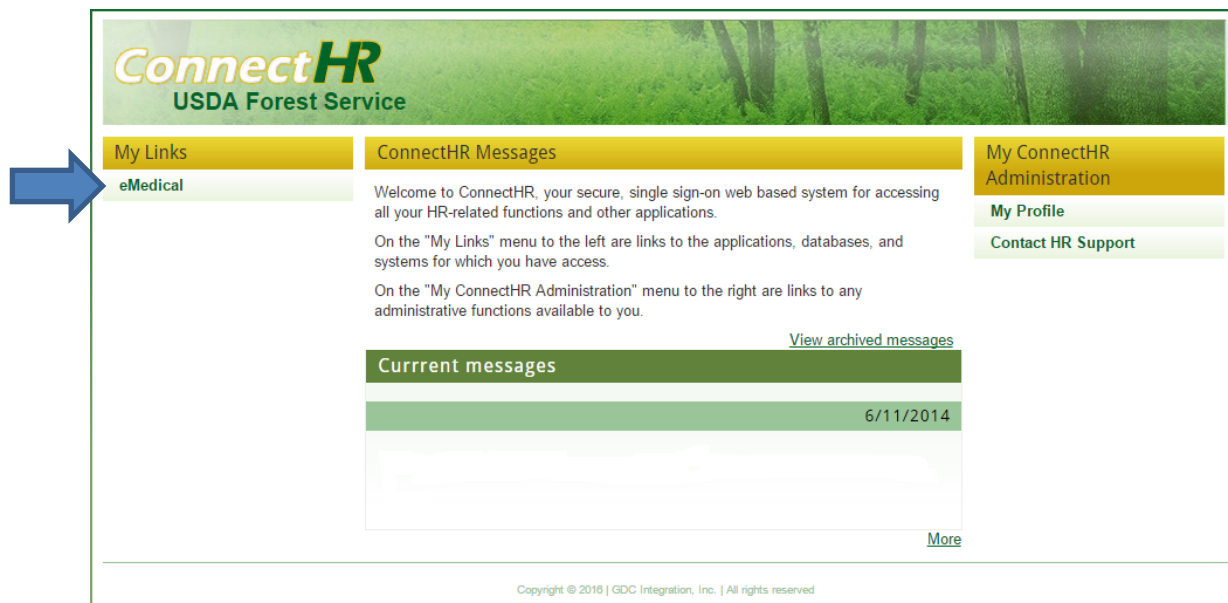 ConnectHR
USDA Forest Service
My Links
eMedical
ConnectHR Messages
Welcome to ConnectHR, your secure, single sign-on web based system for accessing
all your HR-related functions and other applications.
On the "My Links" menu to the left are links to the applications, databases, and
systems for which you have access.
On the "My ConnectHR Administration" menu to the right are links to any
administrative functions available to you.
View archived messages
Currrent messages
6/11/2014
More
My ConnectHR
Administration
My Profile
Contact HR Support
Copyright © 2016 | GDC Integration, Inc. | All rights reserved